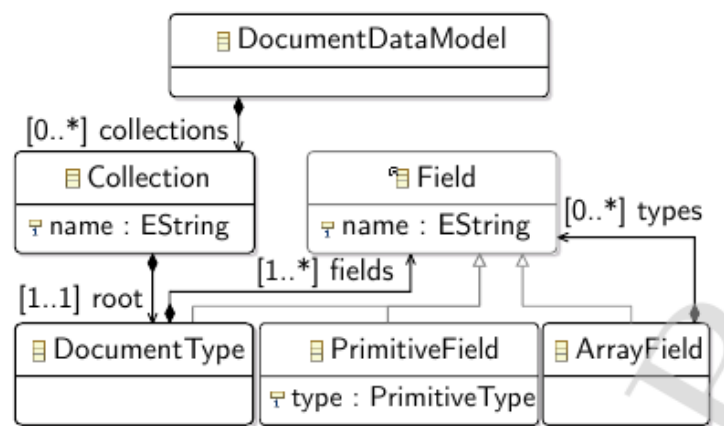 DocumentDataModel
[0..*] collections
Collection
Field
name : EString
name : EString
[0..*] types
[1..*] fields
[1..1] root
DocumentType
PrimitiveField
ArrayField
type : PrimitiveType